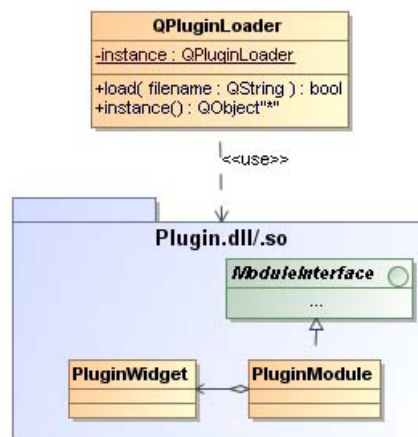 QPluginLoader
-instance : QPluginLoader
+load( filename : QString ) : bool
+instance() : QObject"*"
<<use>>
Plugin.dll/.so
ModuleInterface
...
PluginWidget
PluginModule